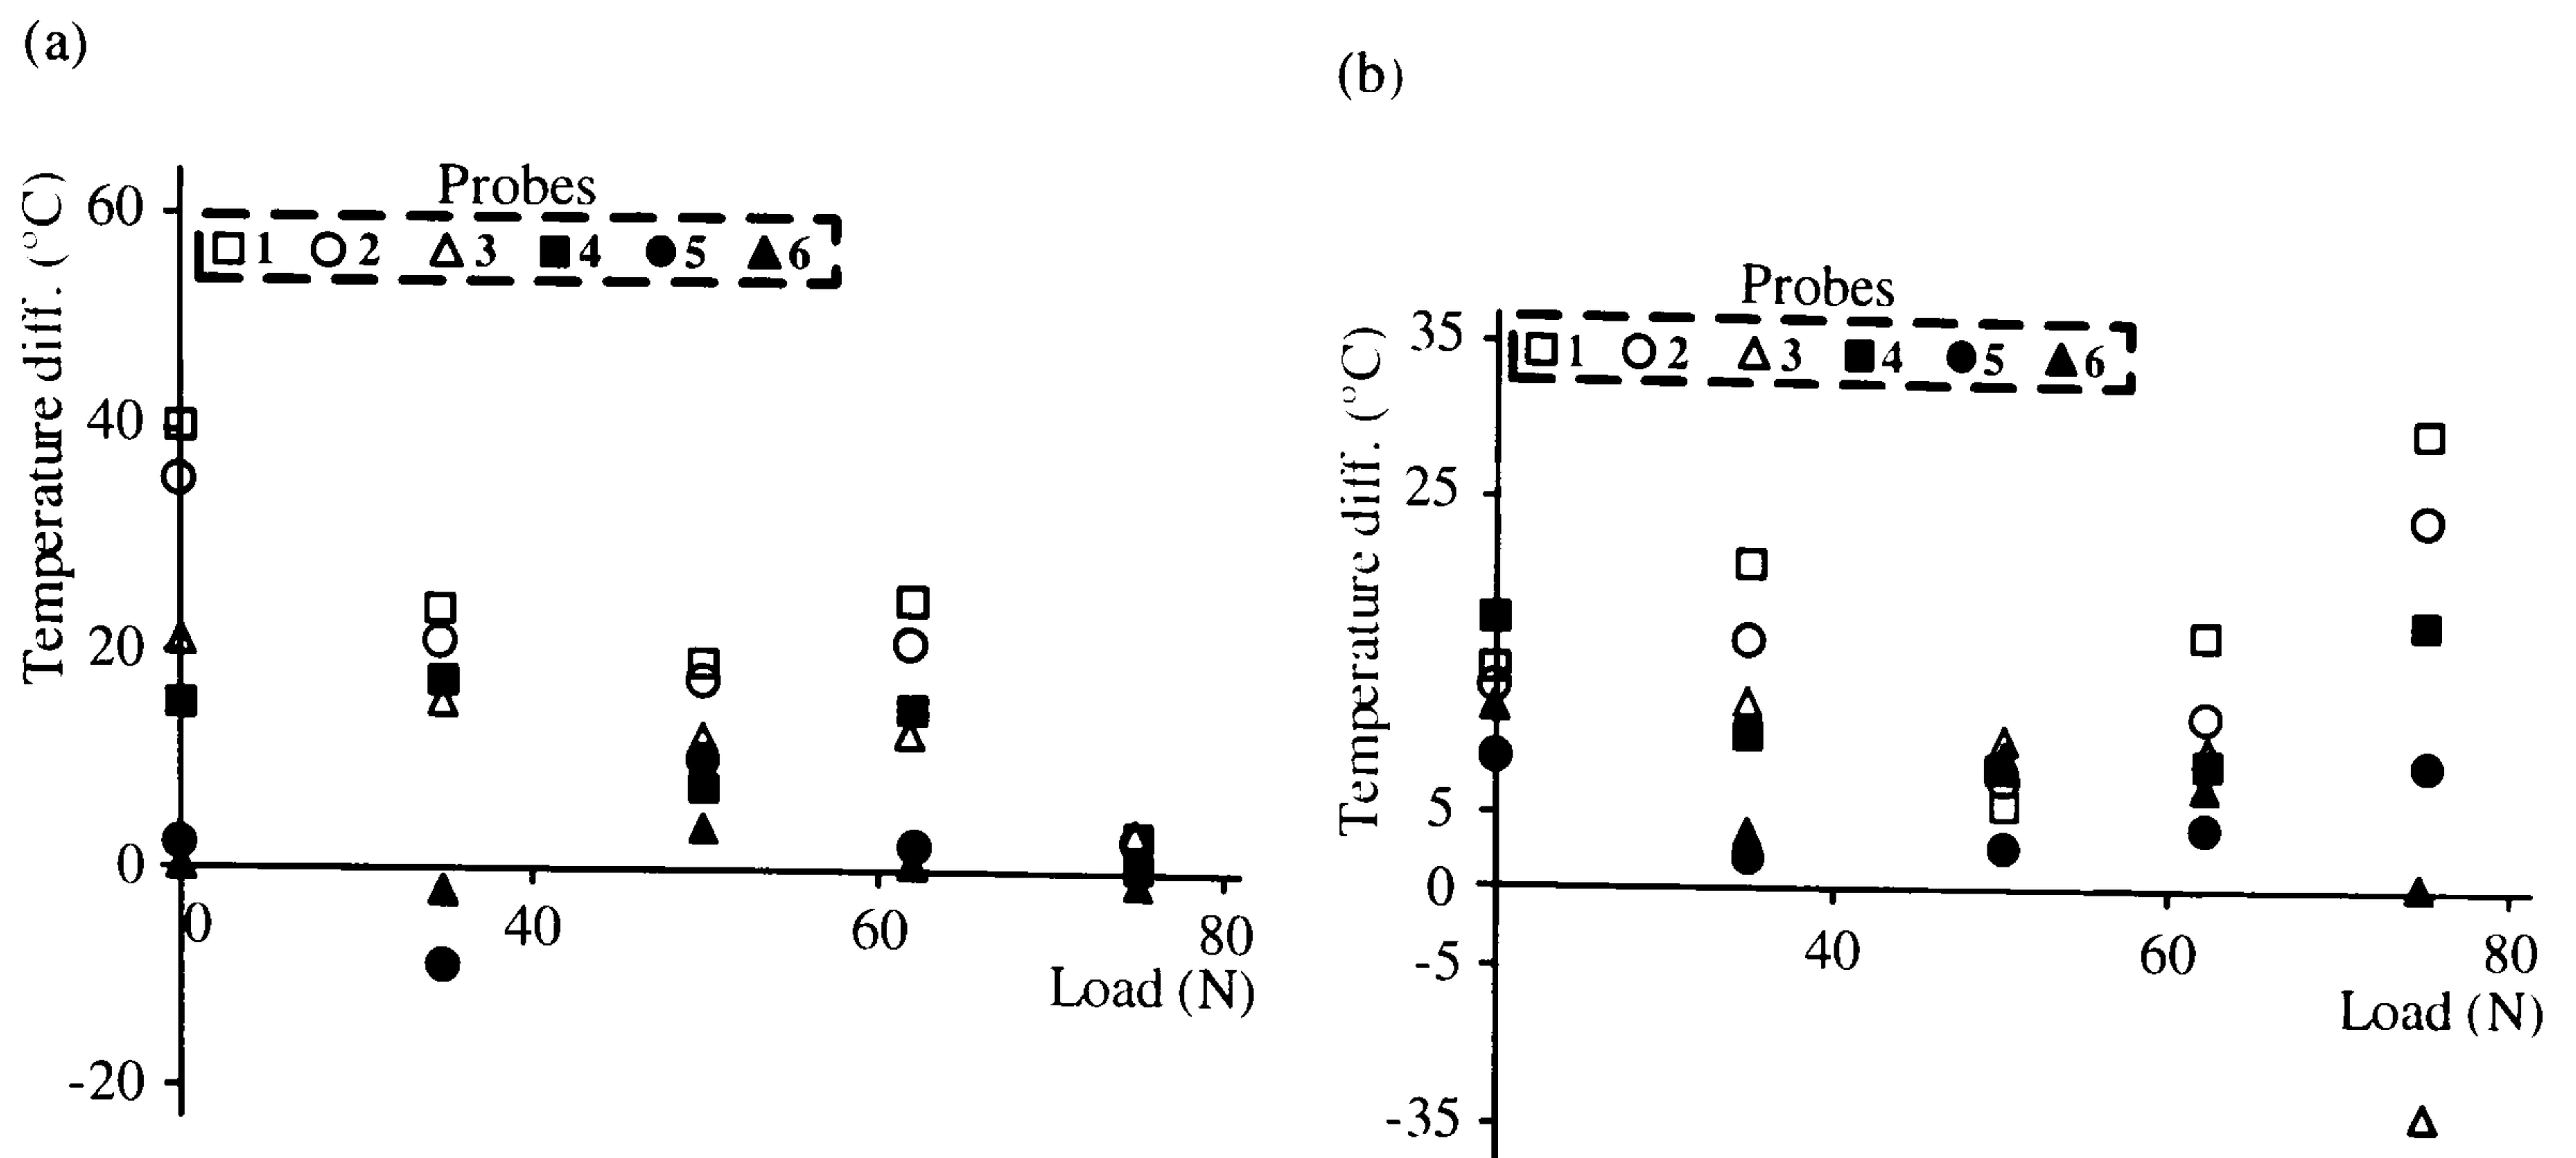 (a)
Temperature diff. (°C)
Probes
1 2 3 4 5 6
60
40
20
0
-20
0 40 60 80
Load (N)
(b)
Temperature diff. (°C)
Probes
1 2 3 4 5 6
35
25
5
0
-5
-35
40 60 80
Load (N)